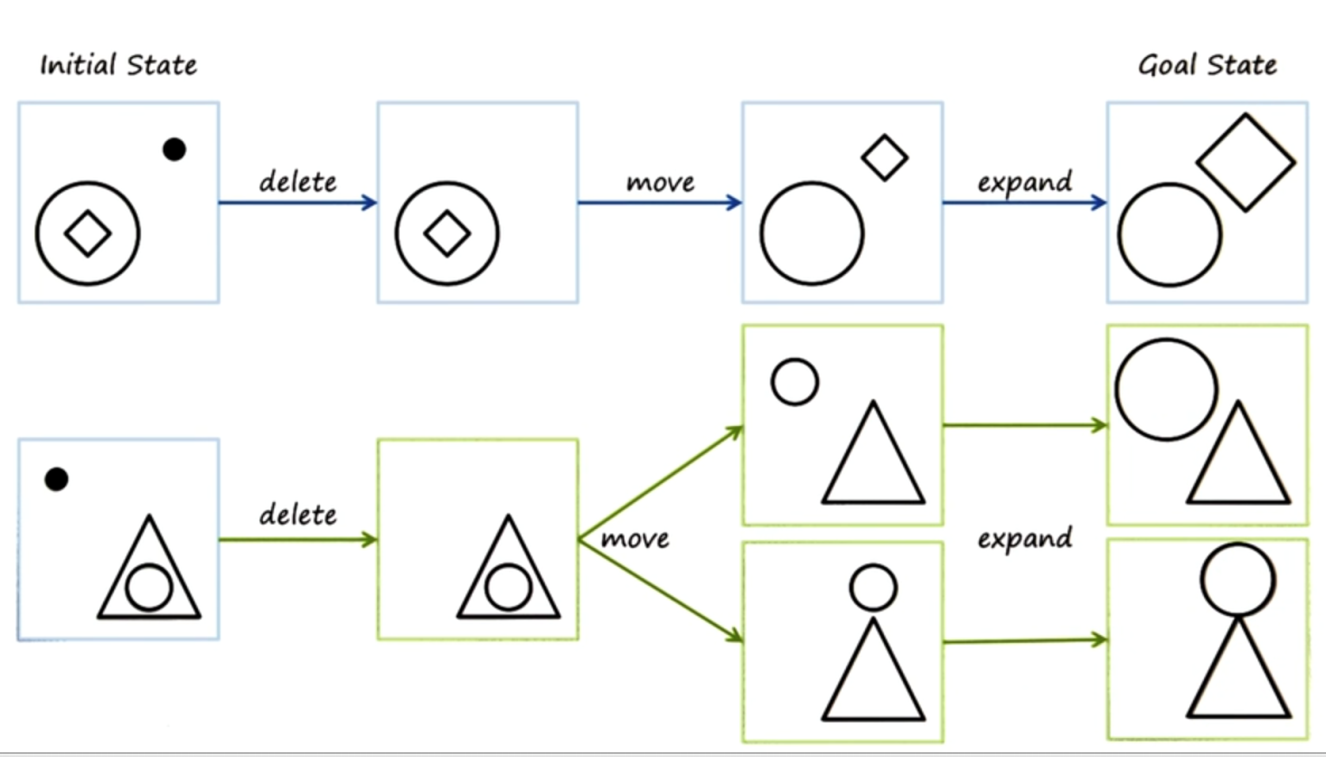 Initial State
Goal State
delete
move
expand
delete
move
expand